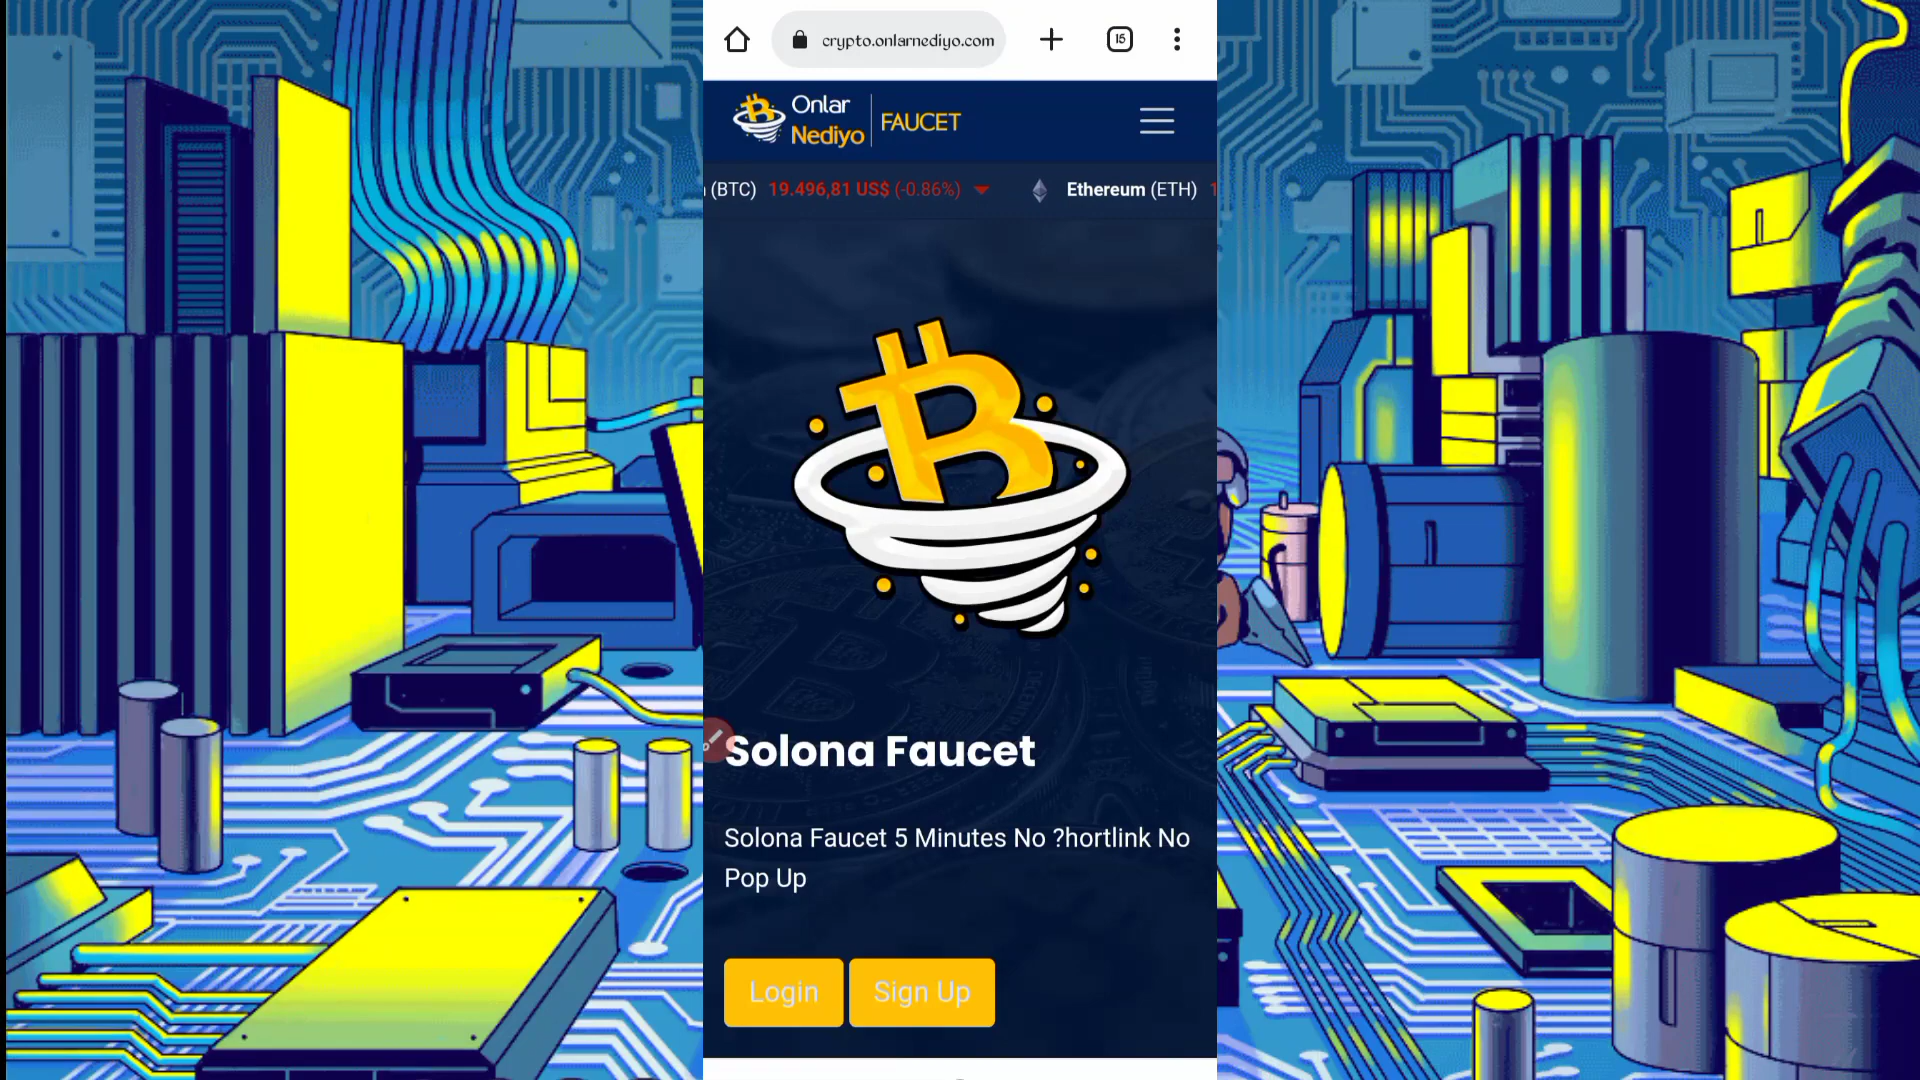 crypto.onlarnediyo.com
15
Onlar
Nediyo
FAUCET
(BTC) 19.496,81 US$ (-0.86%) Ethereum (ETH)
Solona Faucet
Solona Faucet 5 Minutes No ?hortlink No
Pop Up
Login Sign Up